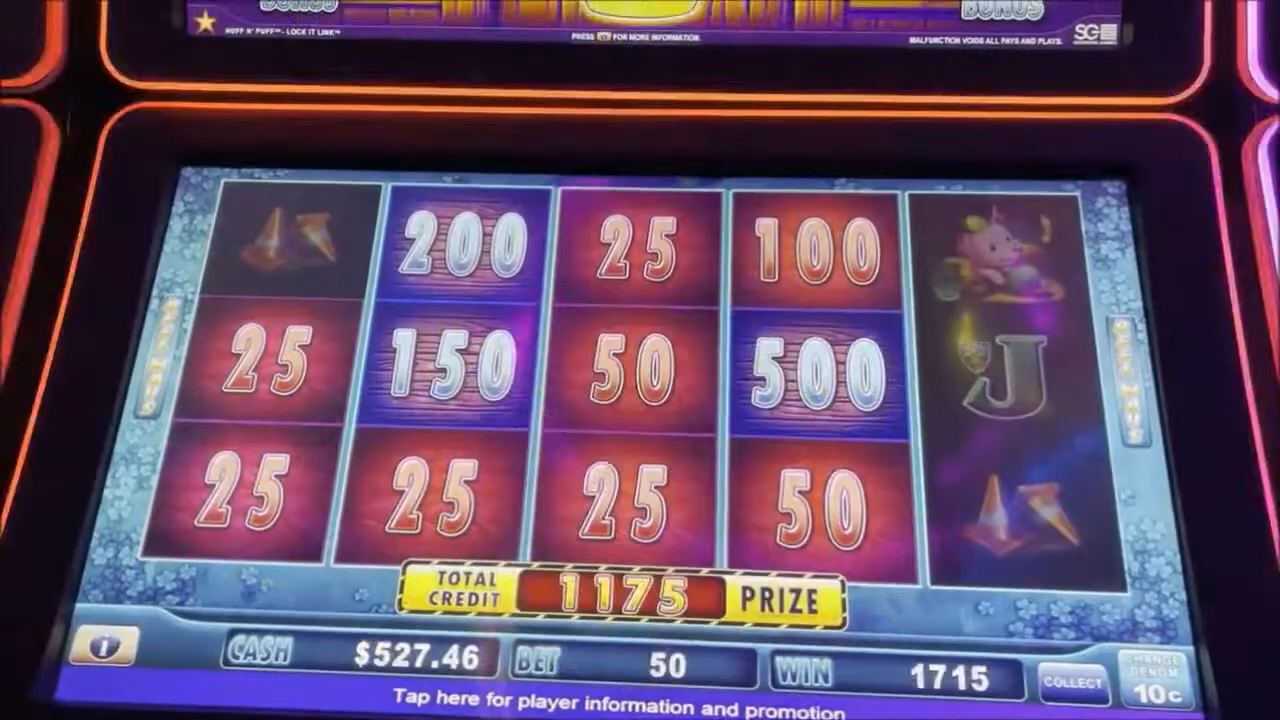 BONUS
BONUS
HUFF N' PUFF™ - LOCK IT LINK™
PRESS FOR MORE INFORMATION.
MALFUNCTION VOIDS ALL PAYS AND PLAYS.
SG
200
25
100
25
150
50
500
J
25
25
25
50
TOTAL CREDIT 1175 PRIZE
CASH $527.46 BET 50 WIN 1715 COLLECT CHANGE DENOM 10¢
Tap here for player information and promotion